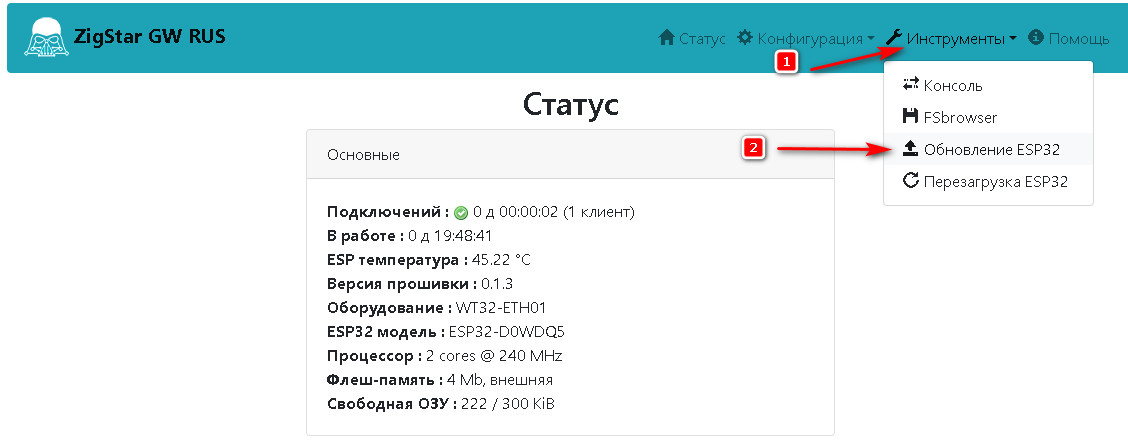 ZigStar GW RUS
Статус Конфигурация Инструменты Помощь
1
Консоль
FSbrowser
2
Обновление ESP32
Перезагрузка ESP32
Статус
Основные
Подключений : 0 д 00:00:02 (1 клиент)
В работе : 0 д 19:48:41
ESP температура : 45.22 °C
Версия прошивки : 0.1.3
Оборудование : WT32-ETH01
ESP32 модель : ESP32-D0WDQ5
Процессор : 2 cores @ 240 MHz
Флеш-память : 4 Mb, внешняя
Свободная ОЗУ : 222 / 300 KiB